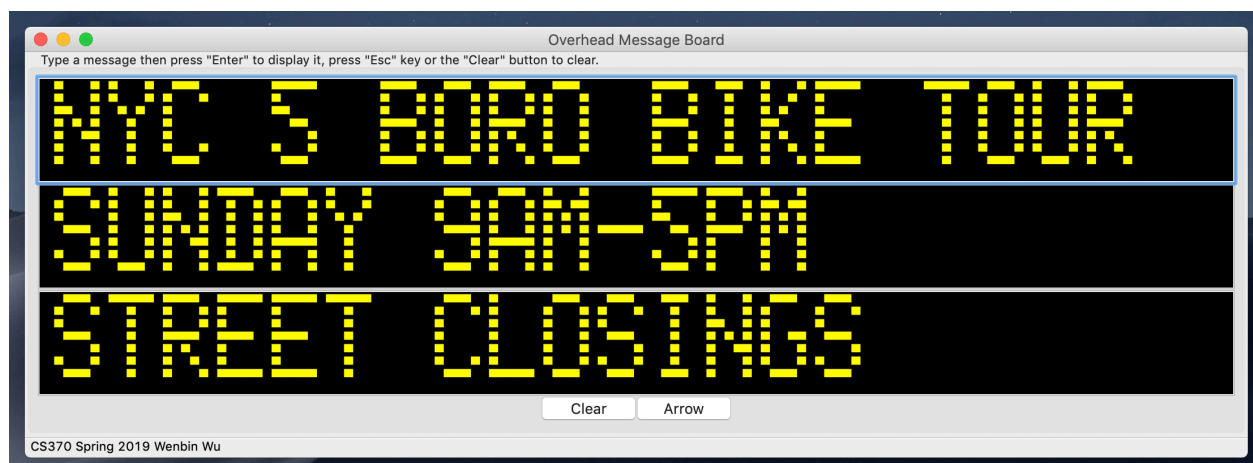 Overhead Message Board
Type a message then press "Enter" to display it, press "Esc" key or the "Clear" button to clear.
NYC 5 BORO BIKE TOUR
SUNDAY 9AM-5PM
STREET CLOSINGS
Clear Arrow
CS370 Spring 2019 Wenbin Wu